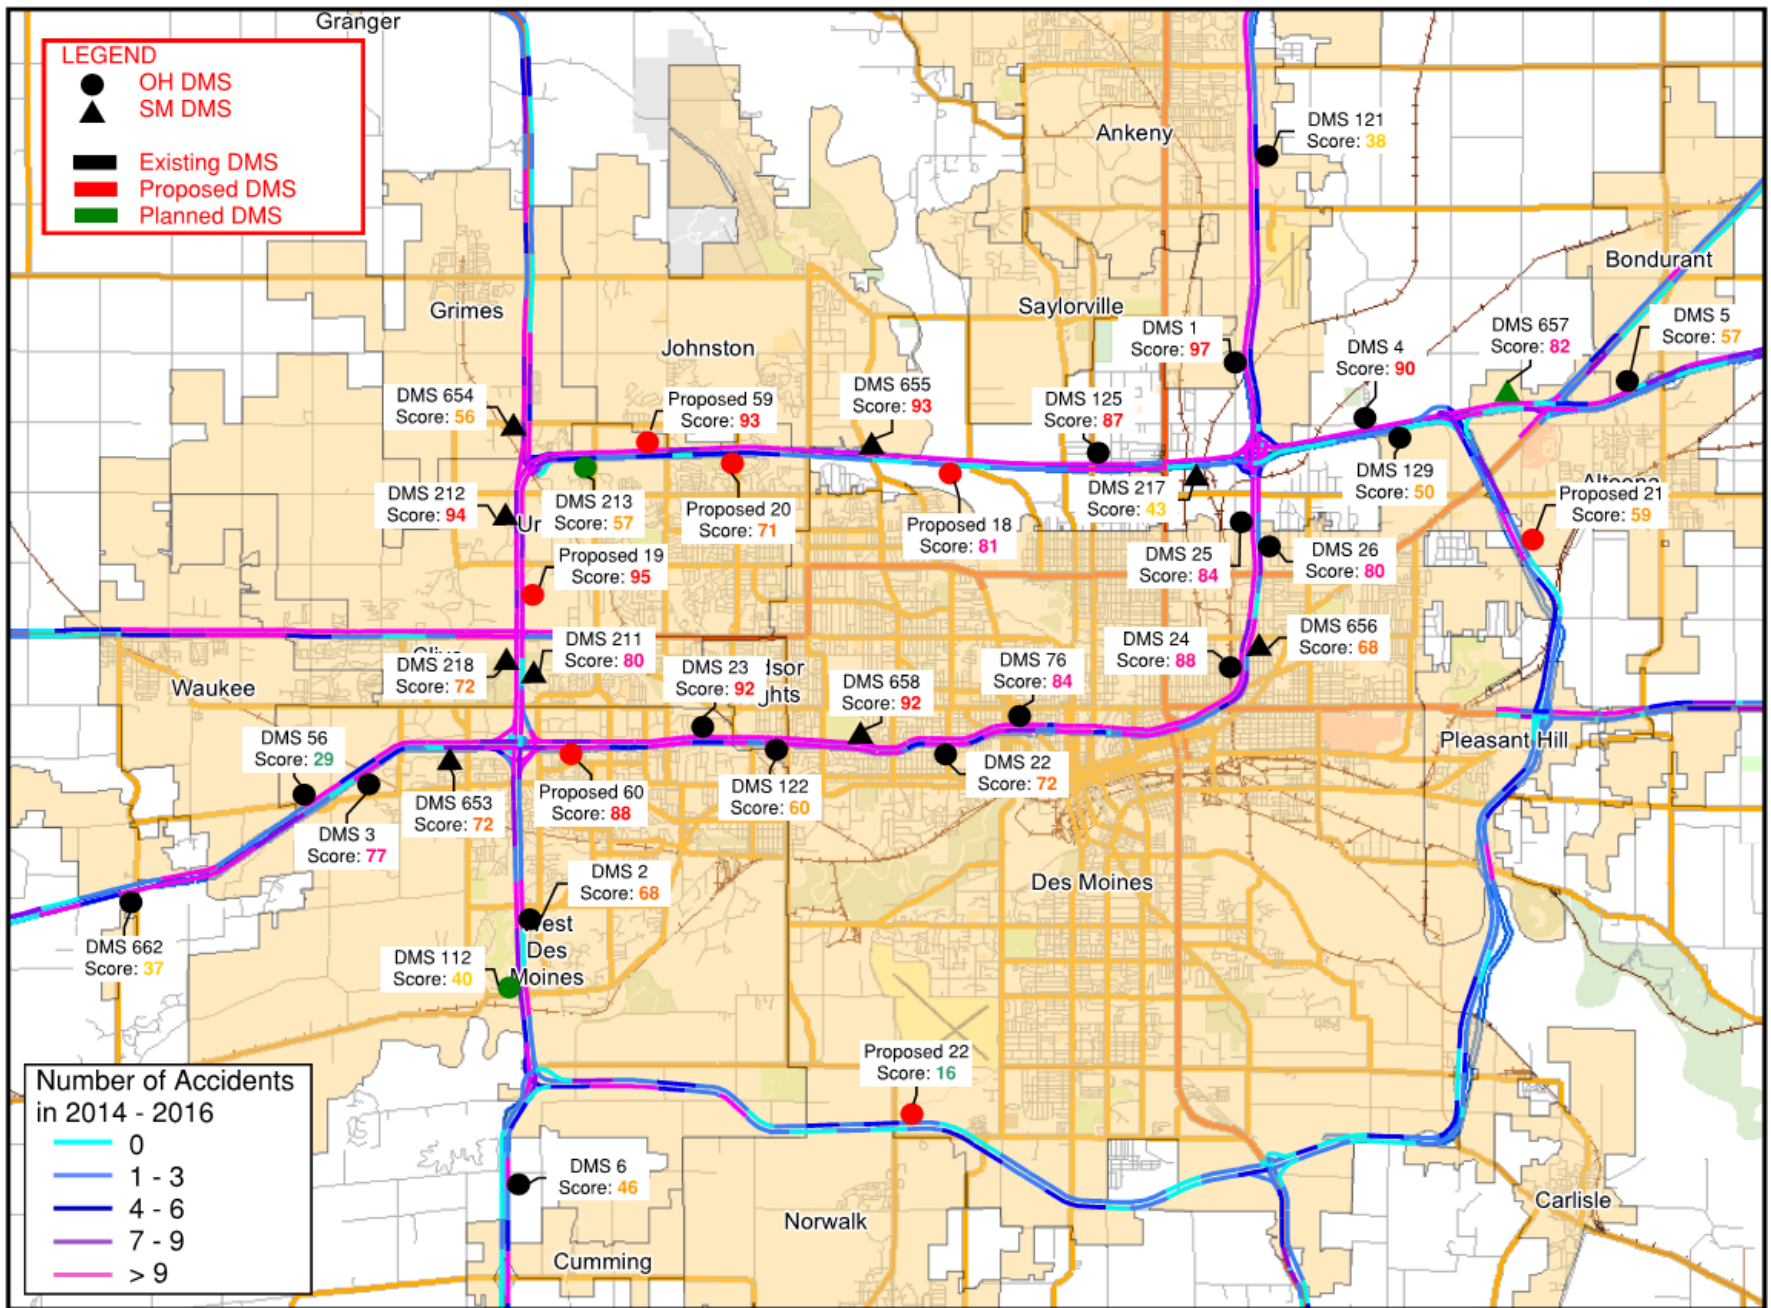 Granger
LEGEND
OH DMS
SM DMS
Existing DMS
Proposed DMS
Planned DMS
Ankeny
DMS 121
Score: 38
Bondurant
Grimes
Saylorville
Johnston
DMS 1
Score: 97
DMS 4
Score: 90
DMS 657
Score: 82
DMS 5
Score: 57
DMS 654
Score: 56
Proposed 59
Score: 93
DMS 655
Score: 93
DMS 125
Score: 87
DMS 212
Score: 94
Ur
DMS 213
Score: 57
Proposed 20
Score: 71
Proposed 18
Score: 81
DMS 217
Score: 43
DMS 129
Score: 50
Altoona
Proposed 21
Score: 59
Proposed 19
Score: 95
DMS 25
Score: 84
DMS 26
Score: 80
DMS 218
Score: 72
DMS 211
Score: 80
DMS 23
Score: 92
dsor
ghts
DMS 658
Score: 92
DMS 76
Score: 84
DMS 24
Score: 88
DMS 656
Score: 68
Waukee
DMS 56
Score: 29
DMS 3
Score: 77
DMS 653
Score: 72
Proposed 60
Score: 88
DMS 122
Score: 60
DMS 22
Score: 72
Pleasant Hill
DMS 2
Score: 68
Des Moines
DMS 662
Score: 37
DMS 112
Score: 40
West
Des
Moines
Proposed 22
Score: 16
Number of Accidents
in 2014 - 2016
0
1 - 3
4 - 6
7 - 9
> 9
DMS 6
Score: 46
Norwalk
Cumming
Carlisle